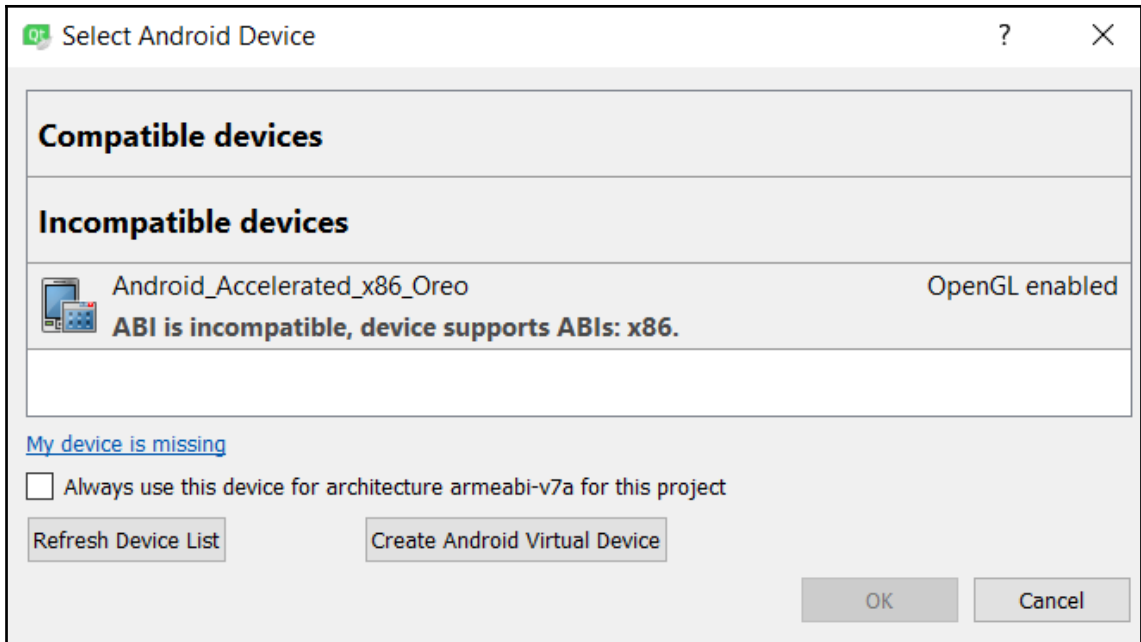 Qt Select Android Device ?
Compatible devices
Incompatible devices
Android_Accelerated_x86_Oreo OpenGL enabled
ABI is incompatible, device supports ABIs: x86.
My device is missing
Always use this device for architecture armeabi-v7a for this project
Refresh Device List Create Android Virtual Device
OK Cancel